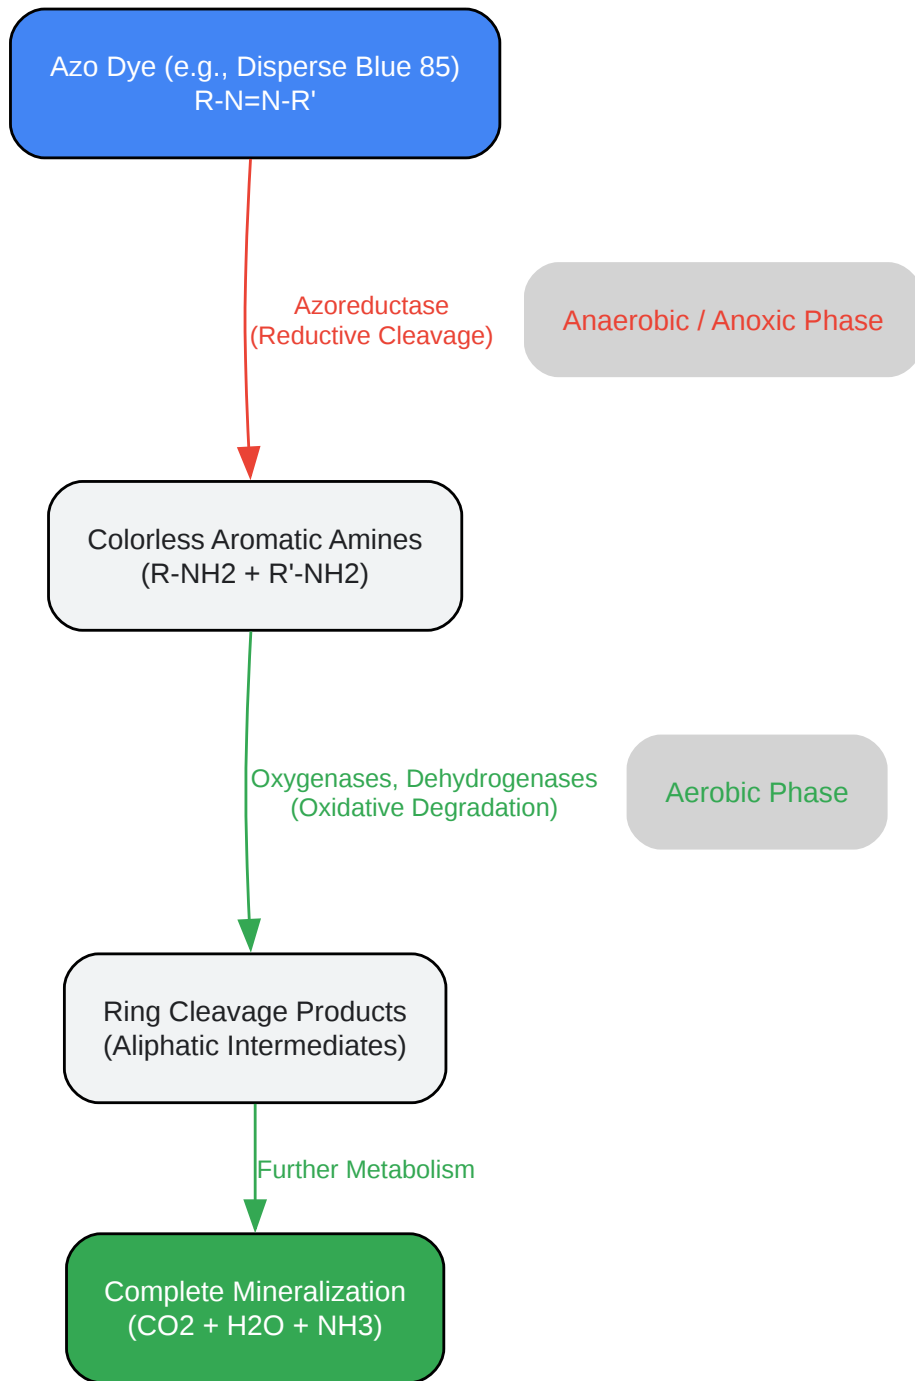 Azo Dye (e.g., Disperse Blue 85)
R-N=N-R'
Azoreductase
(Reductive Cleavage)
Anaerobic / Anoxic Phase
Colorless Aromatic Amines
(R-NH2 + R'-NH2)
Oxygenases, Dehydrogenases
(Oxidative Degradation)
Aerobic Phase
Ring Cleavage Products
(Aliphatic Intermediates)
Further Metabolism
Complete Mineralization
(CO2 + H2O + NH3)